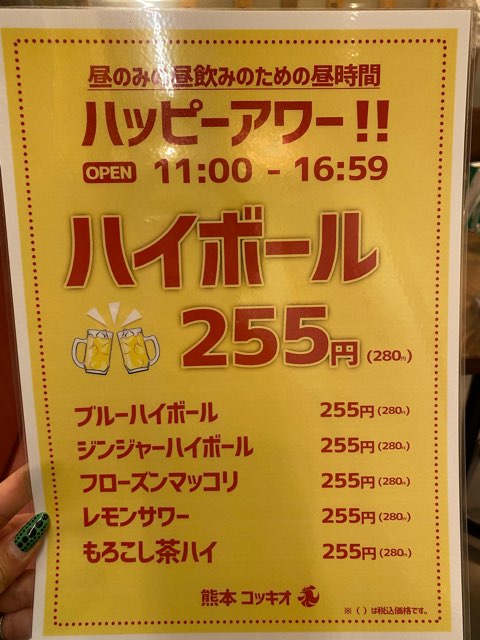 昼のみの昼飲みのための昼時間
ハッピーアワー!!
OPEN 11:00 - 16:59
ハイボール
255円 (280円)
ブルーハイボール 255円 (280円)
ジンジャーハイボール 255円 (280円)
フローズンマッコリ 255円 (280円)
レモンサワー 255円 (280円)
もろこし茶ハイ 255円 (280円)
熊本 コッキオ
※ ( ) は税込価格です。